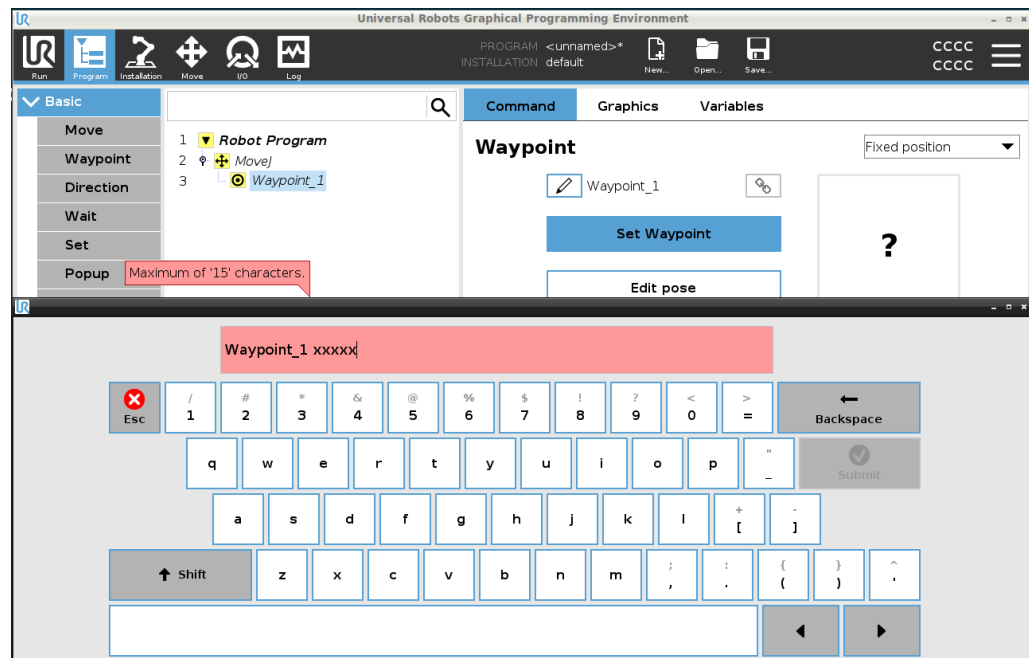 UR
Universal Robots Graphical Programming Environment
UR
Run
Program
Installation
Move
I/O
Log
PROGRAM <unnamed>*
INSTALLATION default
New...
Open...
Save...
CCCC
CCCC
Basic
Move
Waypoint
Direction
Wait
Set
Popup
1 Robot Program
2 MoveJ
3 Waypoint_1
Command Graphics Variables
Waypoint
Fixed position
Waypoint_1
Set Waypoint
?
Edit pose
Maximum of '15' characters.
UR
Waypoint_1 xxxxx
Esc / 1 # 2 * 3 & 4 @ 5 % 6 $ 7 ! 8 ? 9 < 0 > = Backspace
q w e r t y u i o p " _ Submit
a s d f g h j k l + [ - ]
Shift z x c v b n m ; , : . { ( } ) ^ '